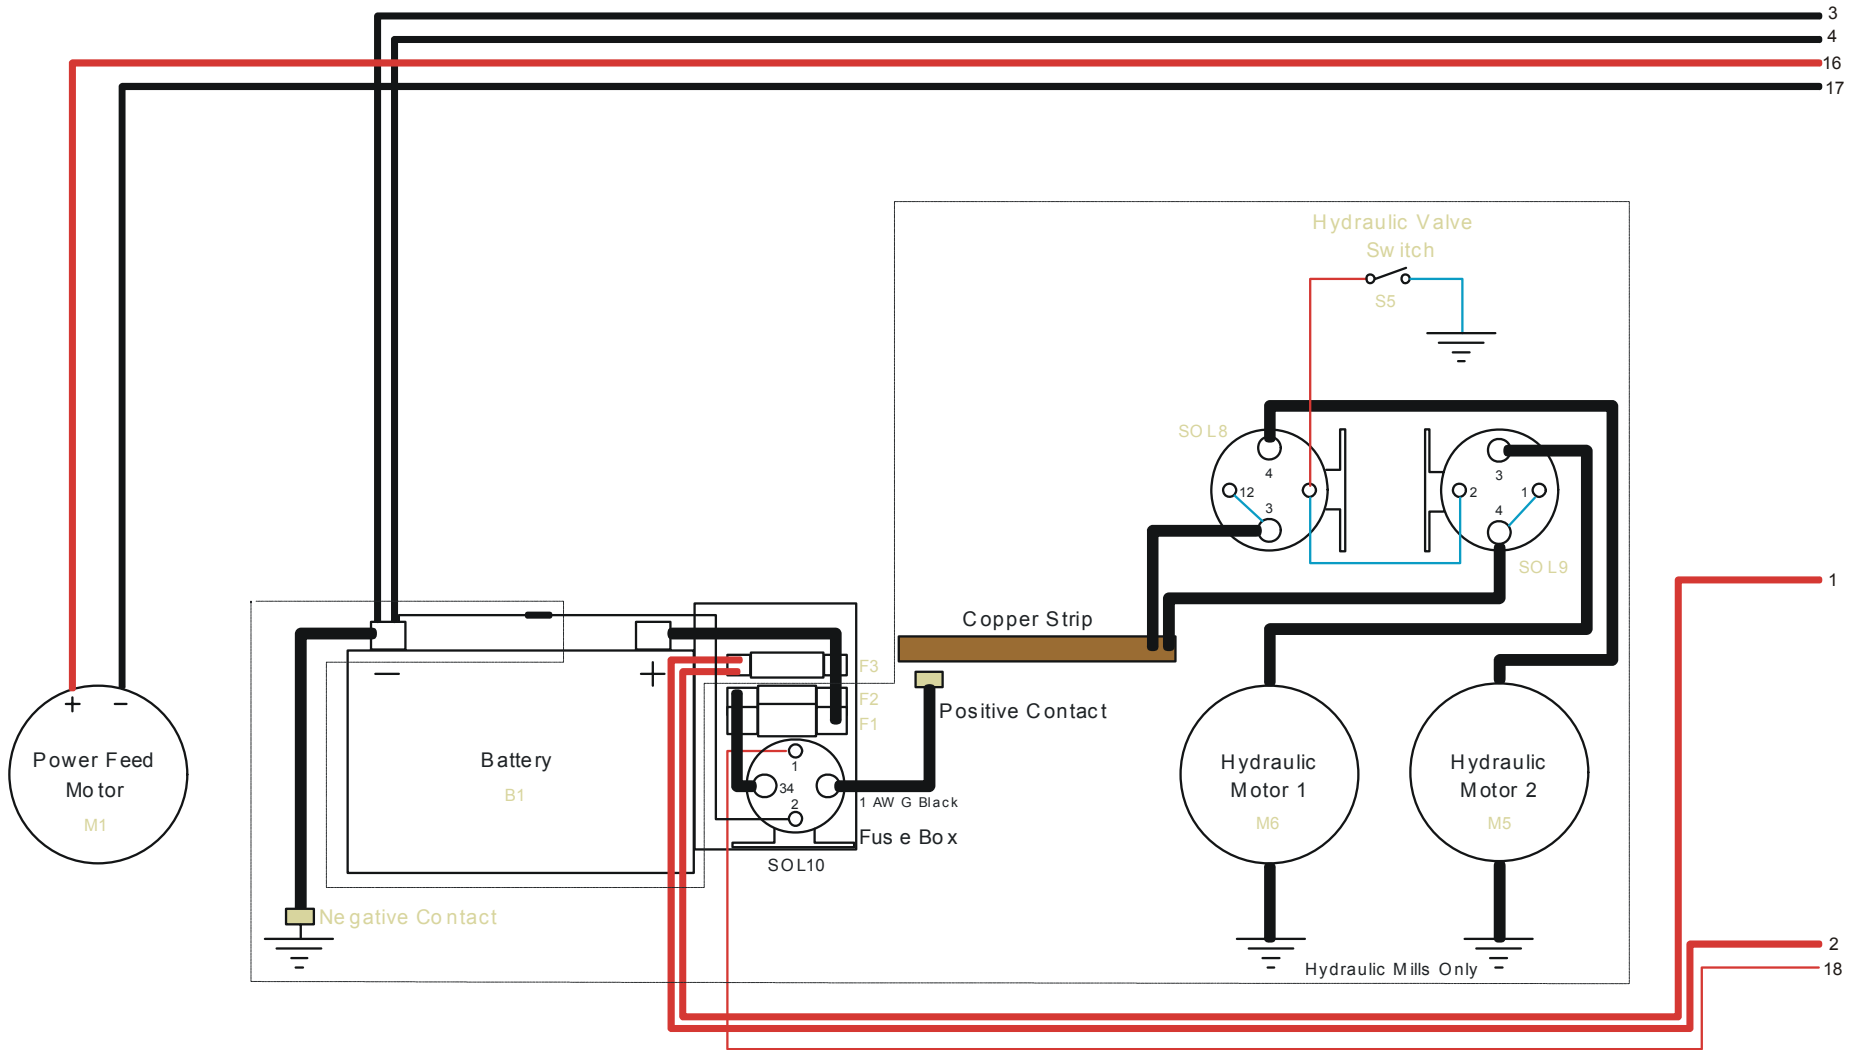 3
4
16
17
Hydraulic Valve
Switch
S5
SOL8
4
12
3
3
2
1
4
SOL9
1
Copper Strip
F3
F2
F1
Positive Contact
+
−
−
+
Power Feed
Motor
M1
Battery
B1
1
34
2
1 AWG Black
Fuse Box
SOL10
Hydraulic
Motor 1
M6
Hydraulic
Motor 2
M5
Negative Contact
Hydraulic Mills Only
2
18